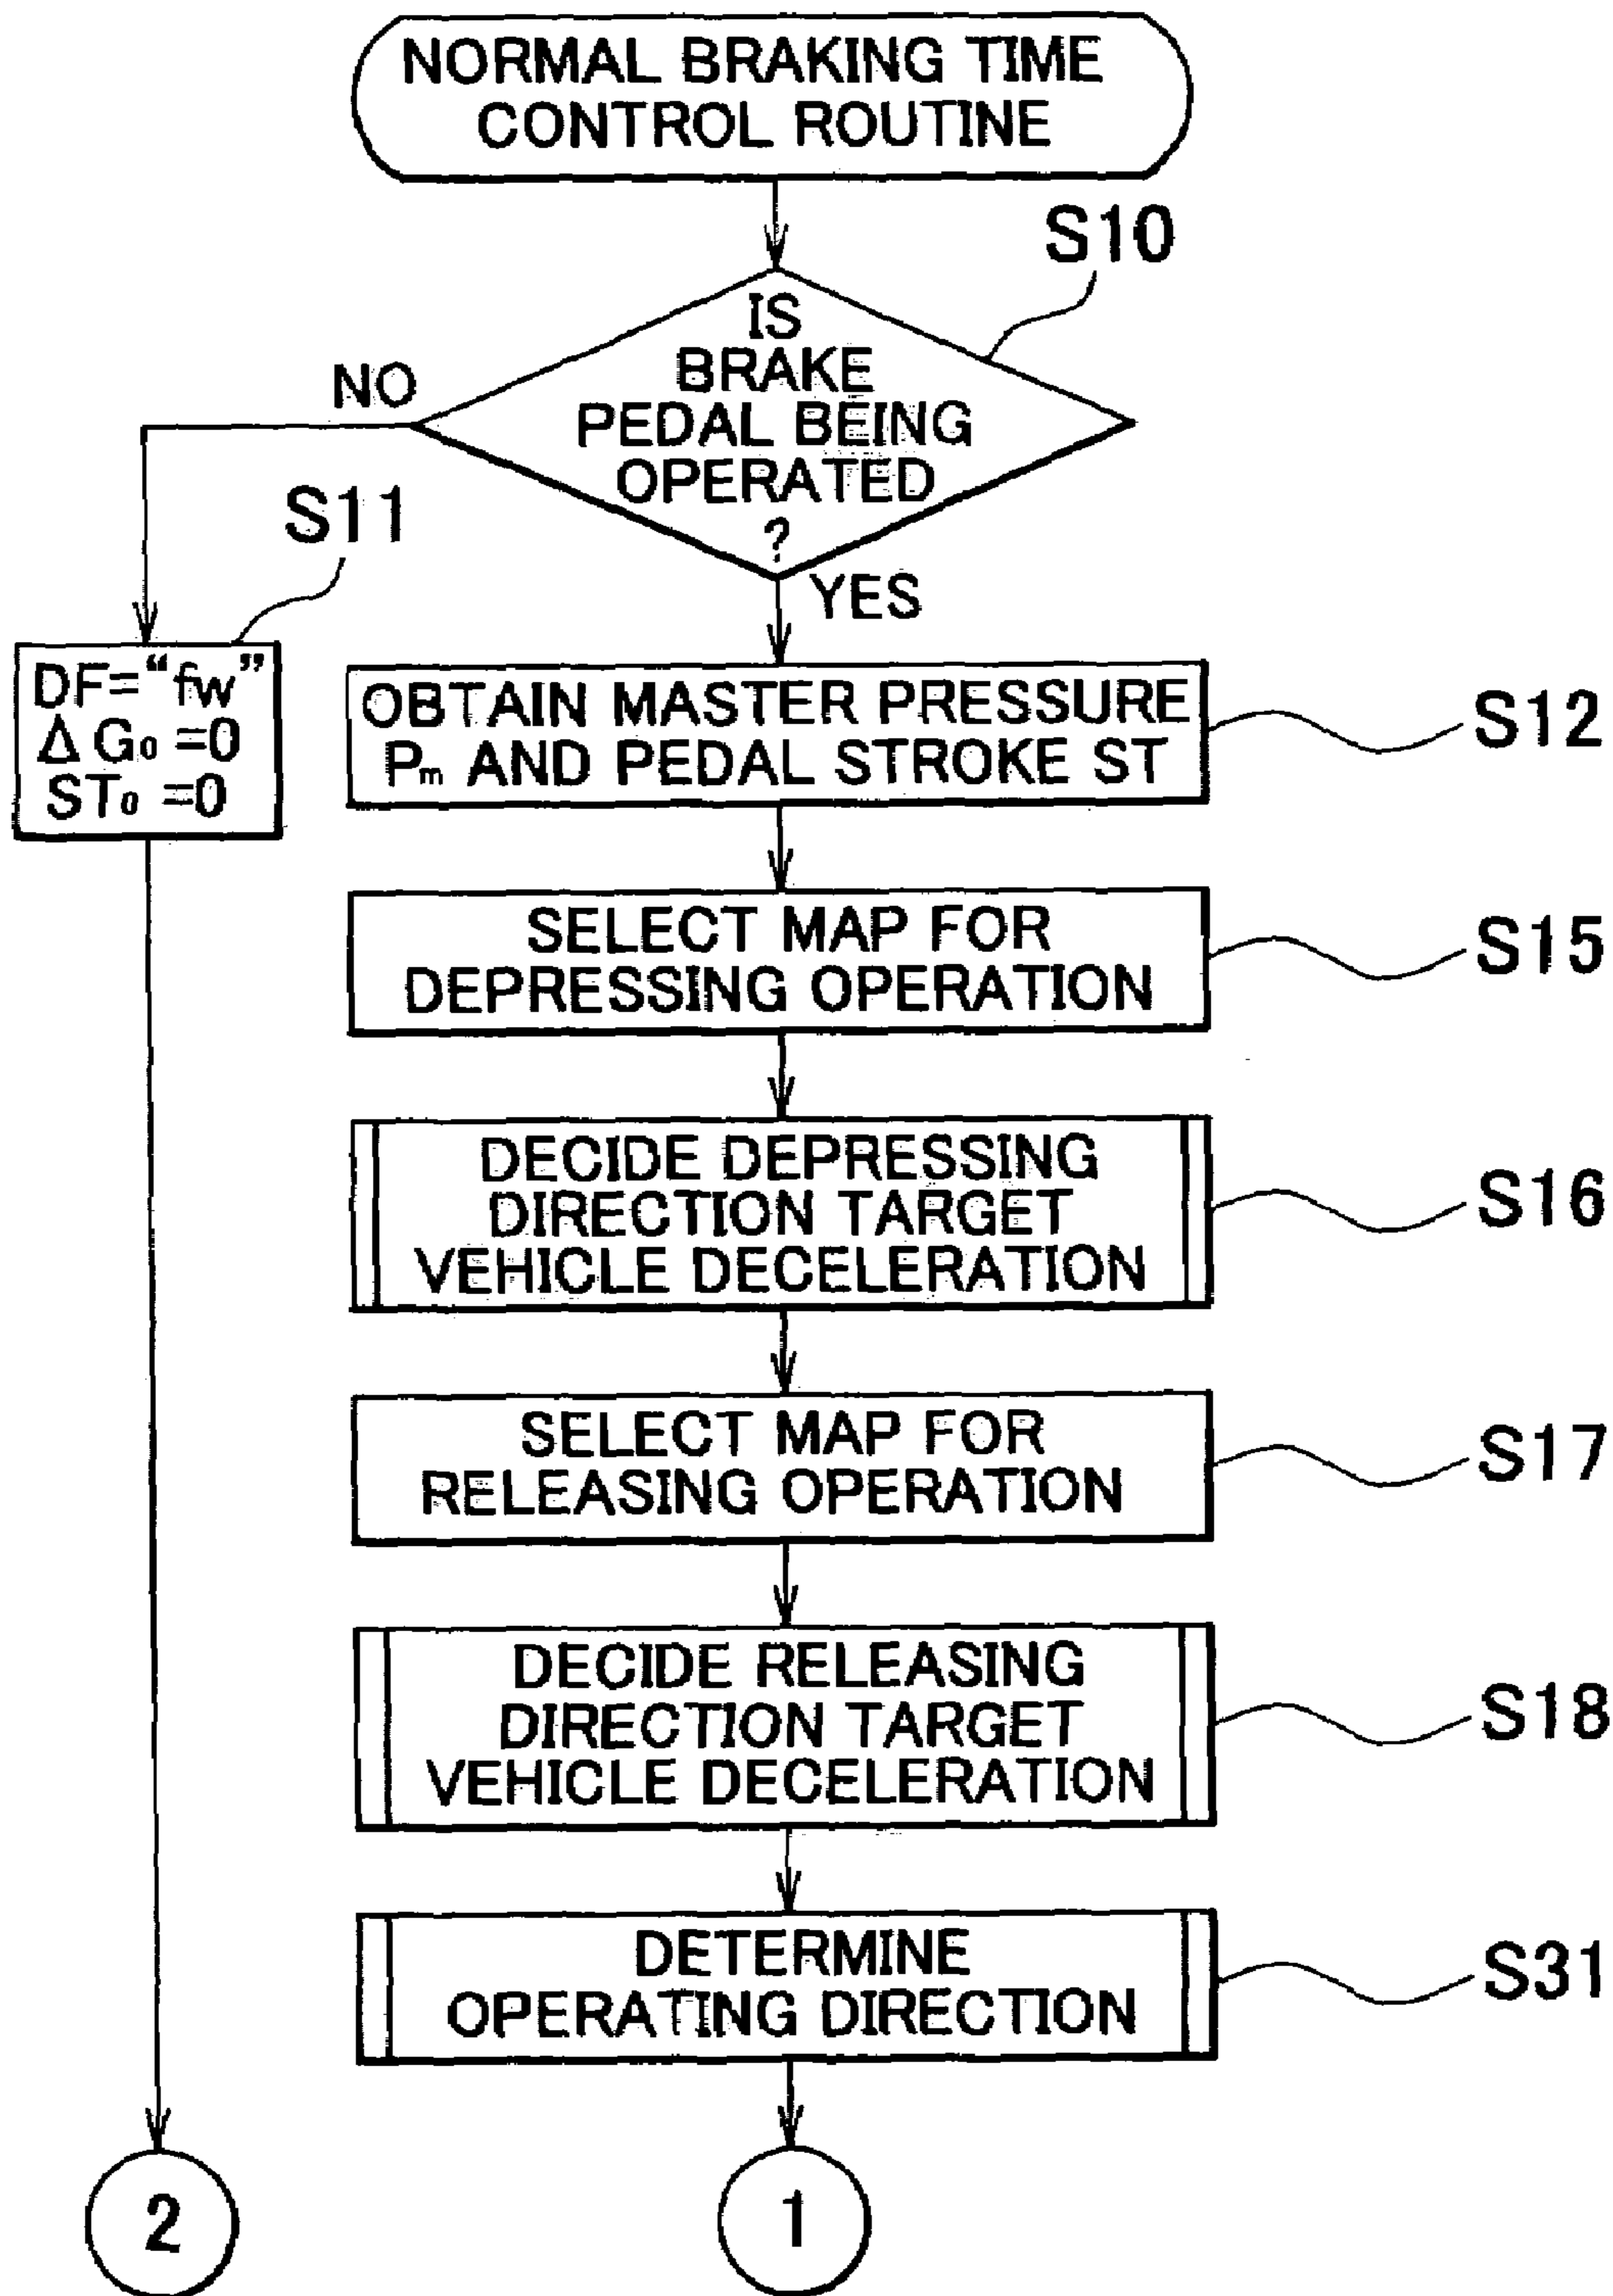 NORMAL BRAKING TIME
CONTROL ROUTINE
S10
IS
BRAKE
PEDAL BEING
OPERATED
?
NO
YES
S11
DF="fw"
ΔG₀ =0
ST₀ =0
OBTAIN MASTER PRESSURE
Pₘ AND PEDAL STROKE ST
S12
SELECT MAP FOR
DEPRESSING OPERATION
S15
DECIDE DEPRESSING
DIRECTION TARGET
VEHICLE DECELERATION
S16
SELECT MAP FOR
RELEASING OPERATION
S17
DECIDE RELEASING
DIRECTION TARGET
VEHICLE DECELERATION
S18
DETERMINE
OPERATING DIRECTION
S31
2
1